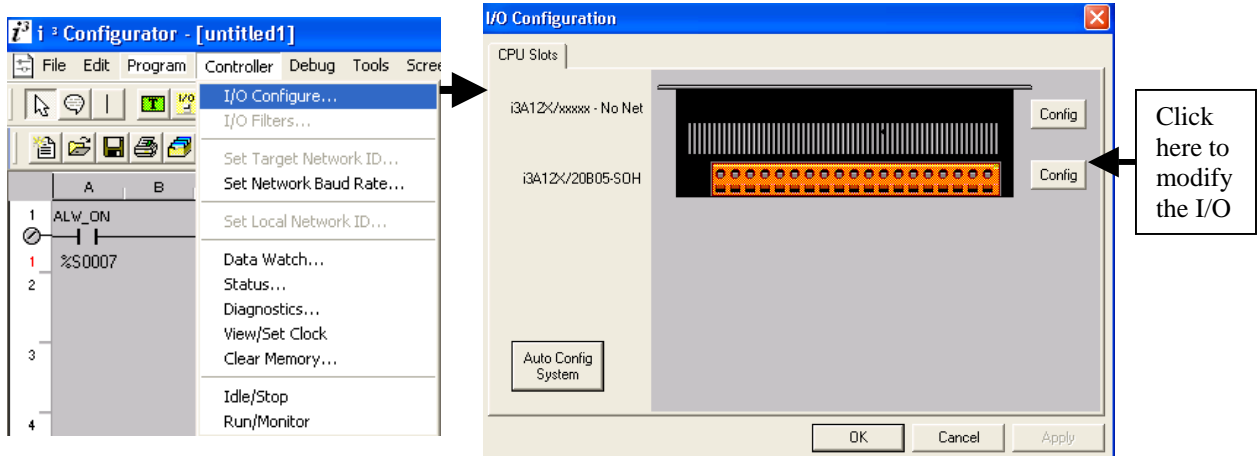 i³ i ³ Configurator - [untitled1]
File Edit Program Controller Debug Tools Scree
T I/O
A B
1 ALW_ON
1 %S0007
2
3
4
I/O Configure...
I/O Filters...
Set Target Network ID...
Set Network Baud Rate...
Set Local Network ID...
Data Watch...
Status...
Diagnostics...
View/Set Clock
Clear Memory...
Idle/Stop
Run/Monitor
I/O Configuration
CPU Slots
i3A12X/xxxxx - No Net
Config
i3A12X/20B05-SOH
Config
Auto Config
System
OK Cancel Apply
Click
here to
modify
the I/O